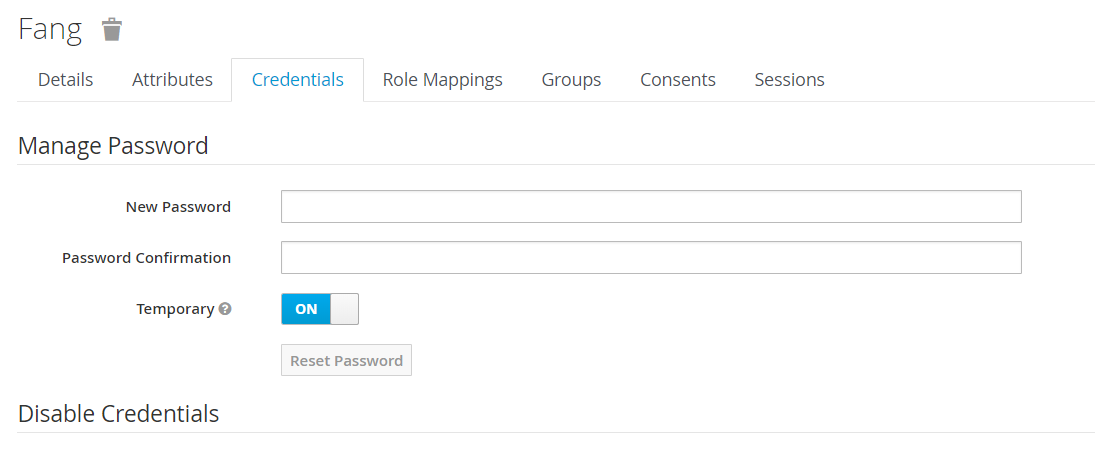 Fang
Details Attributes Credentials Role Mappings Groups Consents Sessions
Manage Password
New Password
Password Confirmation
Temporary ?
ON
Reset Password
Disable Credentials